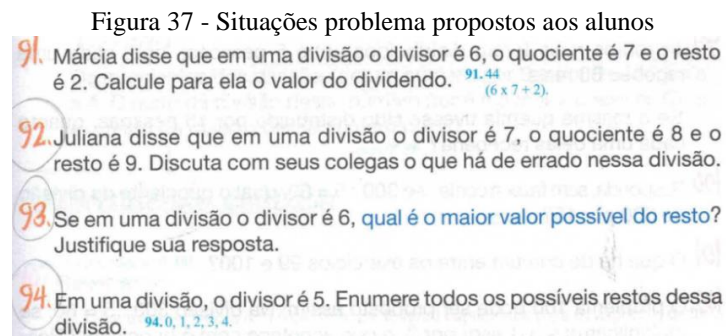 Figura 37 - Situações problema propostos aos alunos
91. Márcia disse que em uma divisão o divisor é 6, o quociente é 7 e o resto
é 2. Calcule para ela o valor do dividendo. 91. 44
(6 x 7 + 2).
92. Juliana disse que em uma divisão o divisor é 7, o quociente é 8 e o
resto é 9. Discuta com seus colegas o que há de errado nessa divisão.
93. Se em uma divisão o divisor é 6, qual é o maior valor possível do resto?
Justifique sua resposta.
94. Em uma divisão, o divisor é 5. Enumere todos os possíveis restos dessa
divisão. 94. 0, 1, 2, 3, 4.